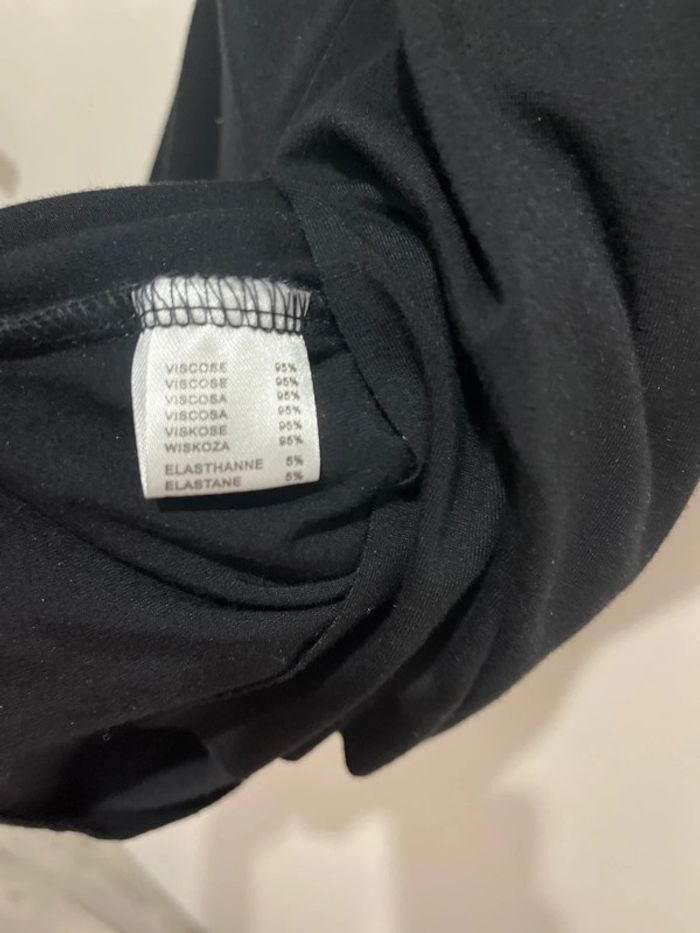 VISCOSE 95%
VISCOSE 95%
VISCOSA 95%
VISCOSA 95%
VISKOSE 95%
WISKOZA 95%
ELASTHANNE 5%
ELASTANE 5%